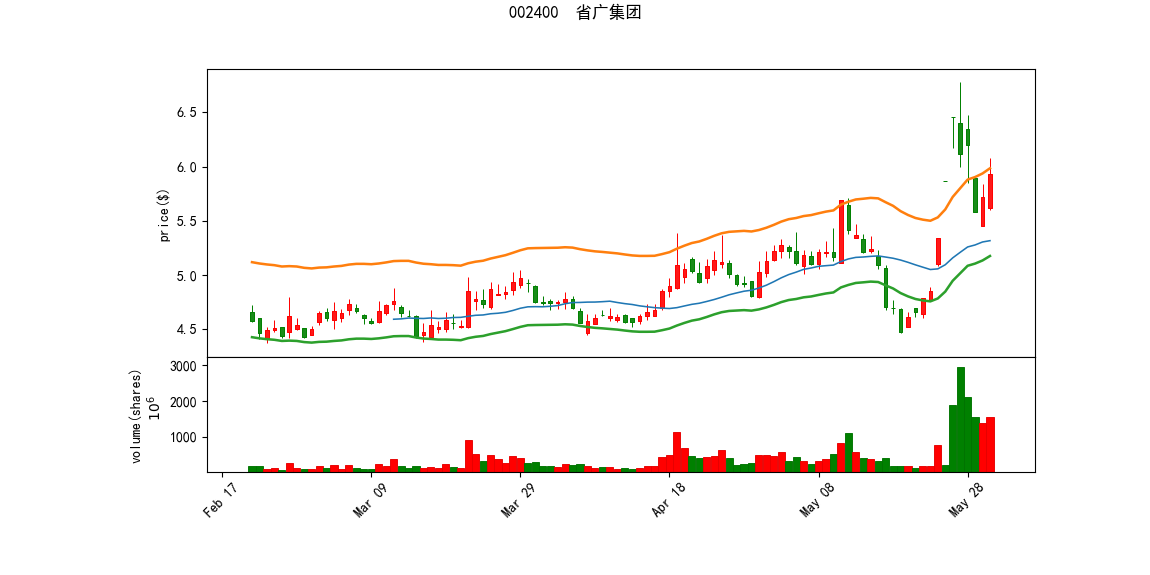 002400 省广集团
6.5
6.0
5.5
5.0
4.5
price($)
3000
2000
1000
volume(shares)
10^6
Feb 17
Mar 09
Mar 29
Apr 18
May 08
May 28